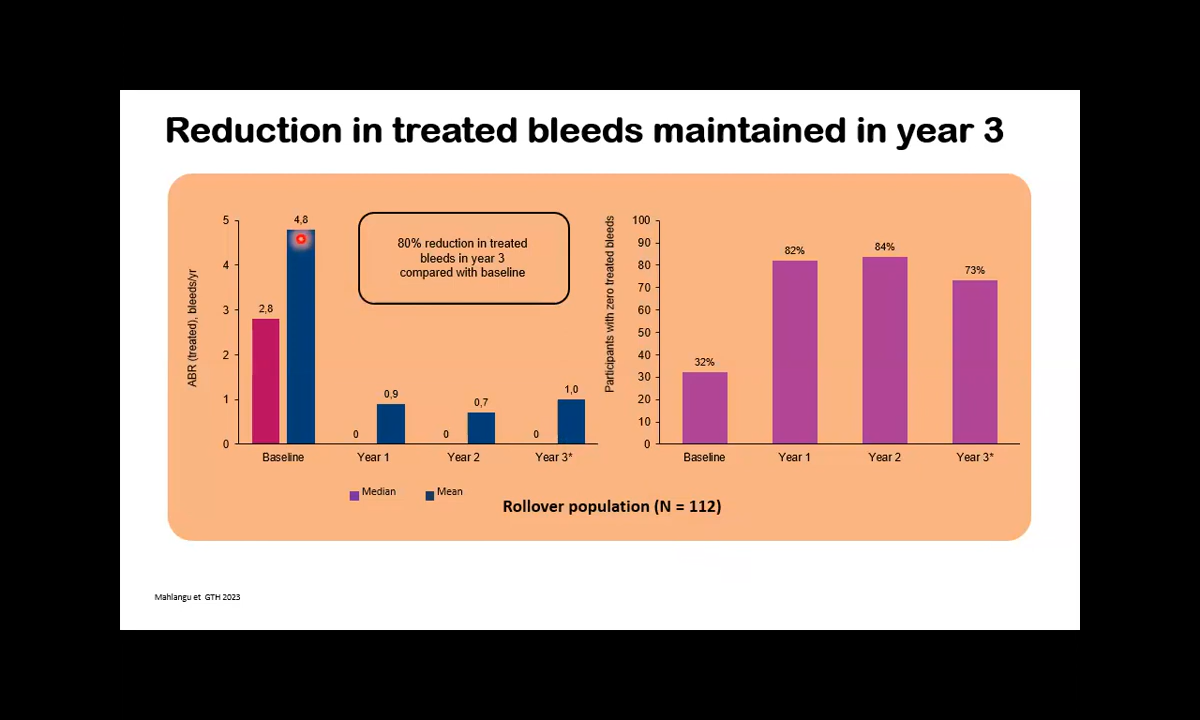 Reduction in treated bleeds maintained in year 3
ABR (treated), bleeds/yr
5
4
3
2
1
0
2,8
4,8
0
0,9
0
0,7
0
1,0
Baseline
Year 1
Year 2
Year 3*
80% reduction in treated
bleeds in year 3
compared with baseline
Median
Mean
Participants with zero treated bleeds
100
90
80
70
60
50
40
30
20
10
0
32%
82%
84%
73%
Baseline
Year 1
Year 2
Year 3*
Rollover population (N = 112)
Mahlangu et GTH 2023